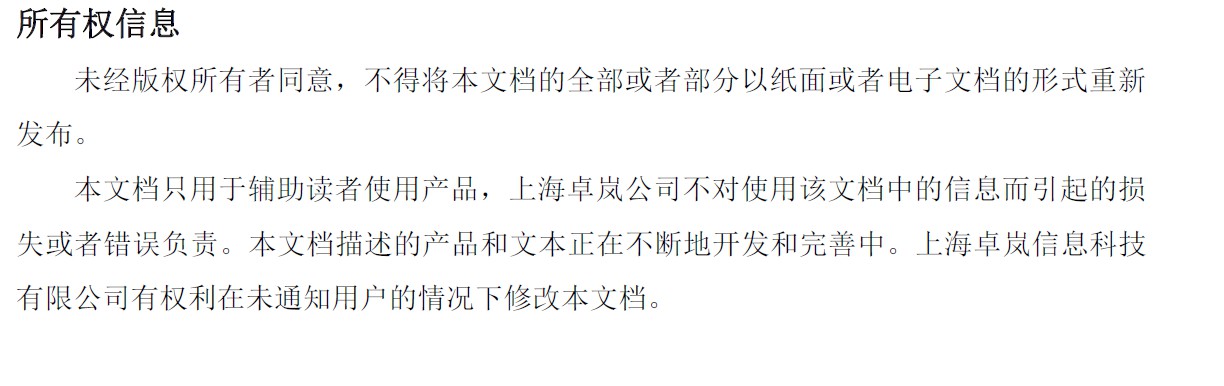 所有权信息
未经版权所有者同意，不得将本文档的全部或者部分以纸面或者电子文档的形式重新
发布。
本文档只用于辅助读者使用产品，上海卓岚公司不对使用该文档中的信息而引起的损
失或者错误负责。本文档描述的产品和文本正在不断地开发和完善中。上海卓岚信息科技
有限公司有权利在未通知用户的情况下修改本文档。